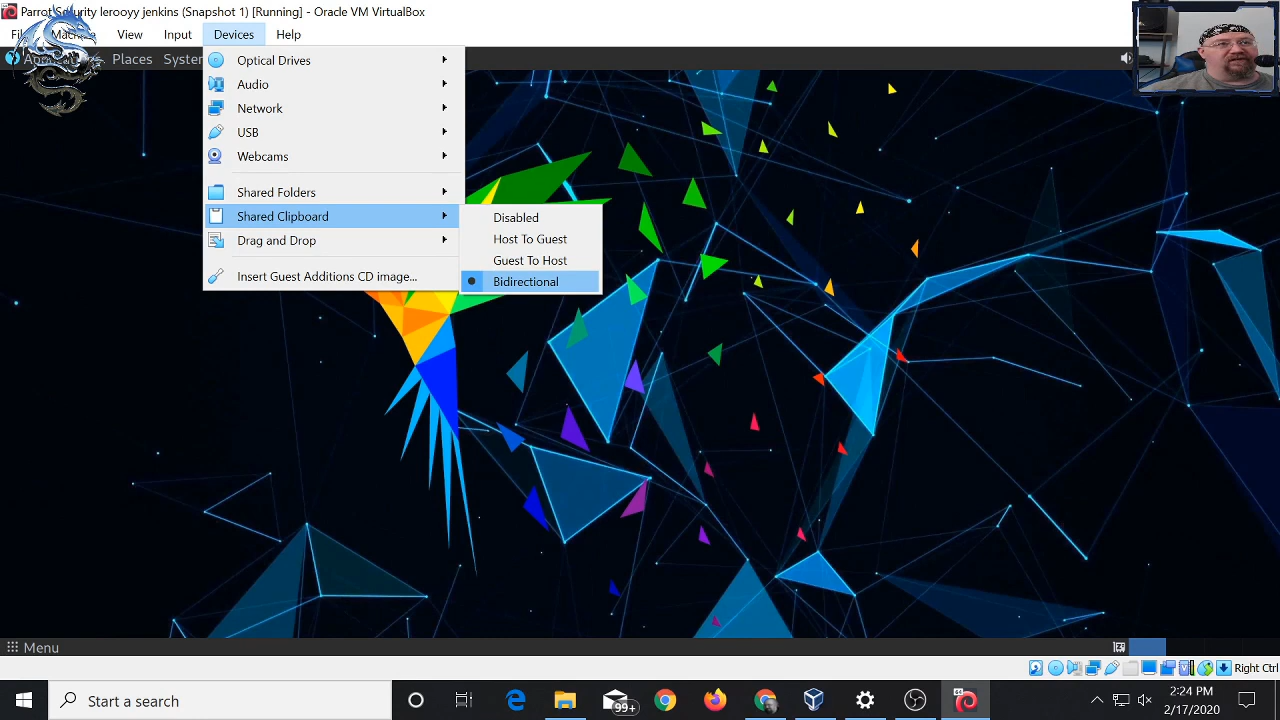 Parrot Security lerooyy jenkins (Snapshot 1) [Running] - Oracle VM VirtualBox
View Input Devices Help
Places
Optical Drives
Audio
Network
USB
Webcams
Shared Folders
Shared Clipboard
Drag and Drop
Insert Guest Additions CD image...
Disabled
Host To Guest
Guest To Host
Bidirectional
Menu
Right Ctrl
Start a search
99+
2:24 PM
2/17/2020